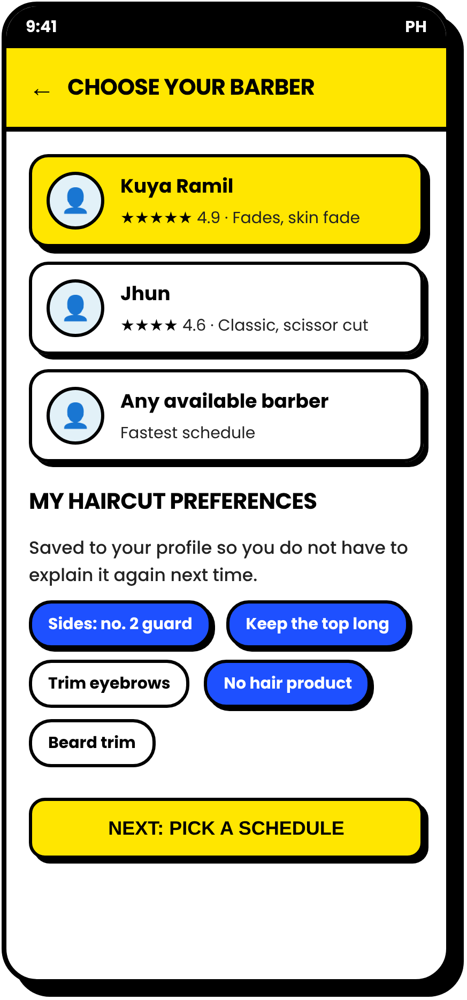 9:41 PH
← CHOOSE YOUR BARBER
Kuya Ramil
★★★★★ 4.9 · Fades, skin fade
Jhun
★★★★ 4.6 · Classic, scissor cut
Any available barber
Fastest schedule
MY HAIRCUT PREFERENCES
Saved to your profile so you do not have to
explain it again next time.
Sides: no. 2 guard Keep the top long
Trim eyebrows No hair product
Beard trim
NEXT: PICK A SCHEDULE